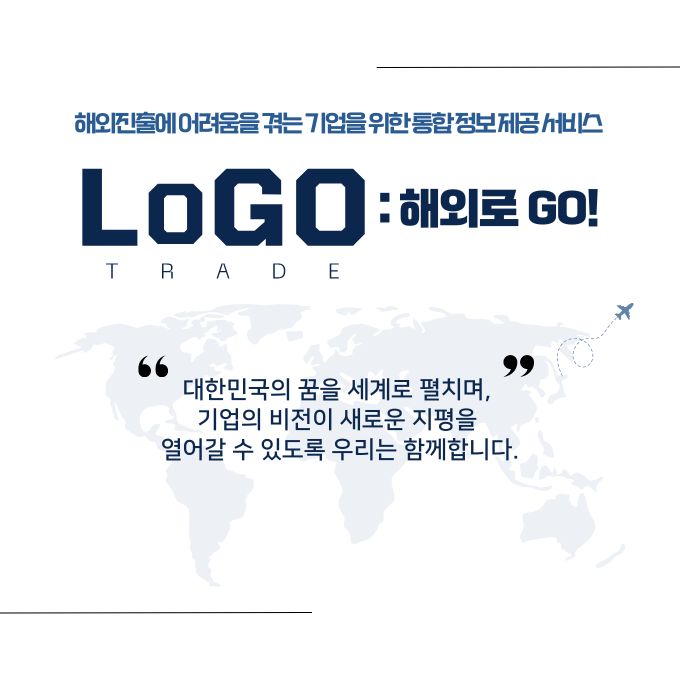 해외진출에 어려움을 겪는 기업을 위한 통합 정보 제공 서비스
LoGO : 해외로 GO!
TRADE
“ ”
대한민국의 꿈을 세계로 펼치며,
기업의 비전이 새로운 지평을
열어갈 수 있도록 우리는 함께합니다.